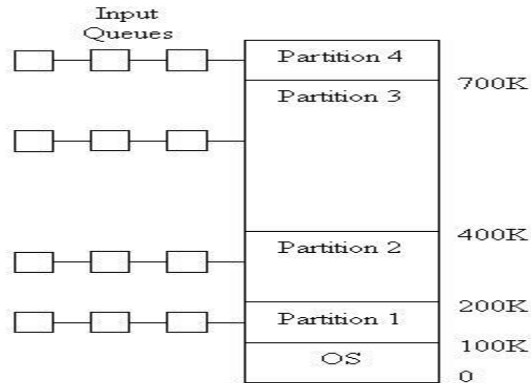 Input
Queues
Partition 4
700K
Partition 3
400K
Partition 2
200K
Partition 1
100K
OS
0